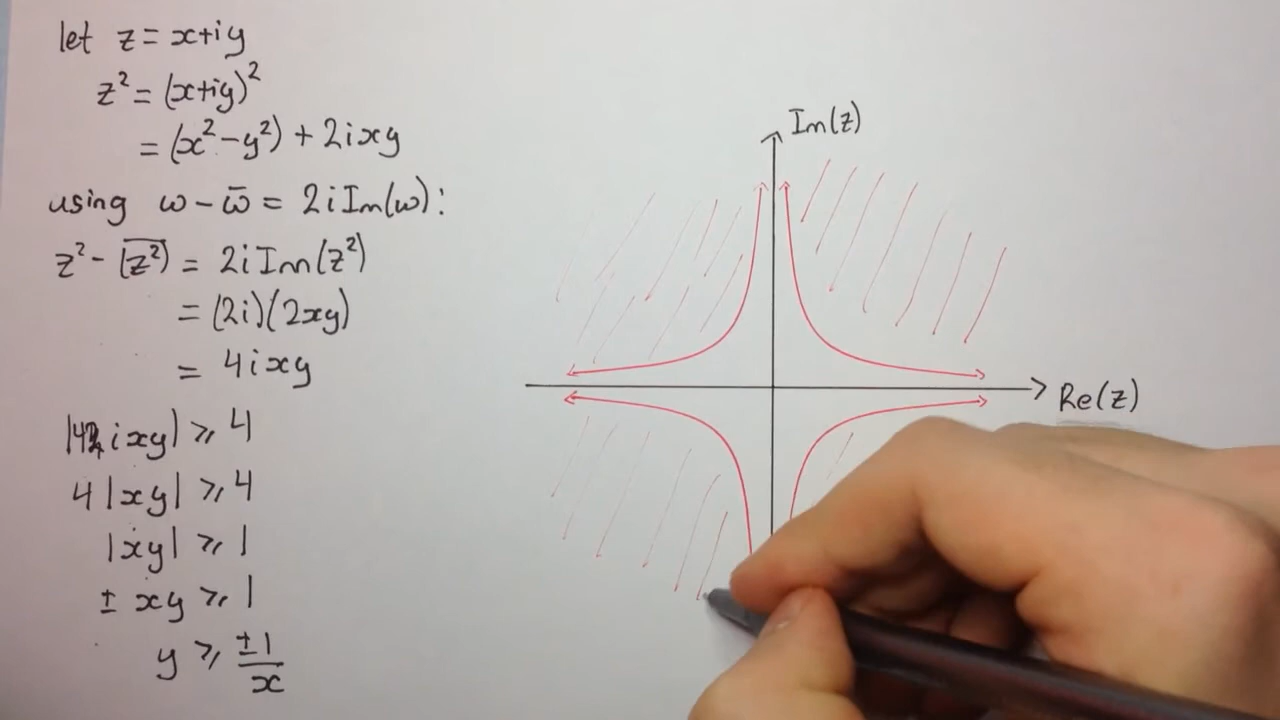 let z = x+iy
z² = (x+iy)²
= (x² − y²) + 2ixy
using ω − ω̅ = 2i Im(ω):
z² − (z²)̅ = 2i Im(z²)
= (2i)(2xy)
= 4ixy
|4ixy| ⩾ 4
4|xy| ⩾ 4
|xy| ⩾ 1
± xy ⩾ 1
y ⩾ ±1/x
Im(z)
Re(z)